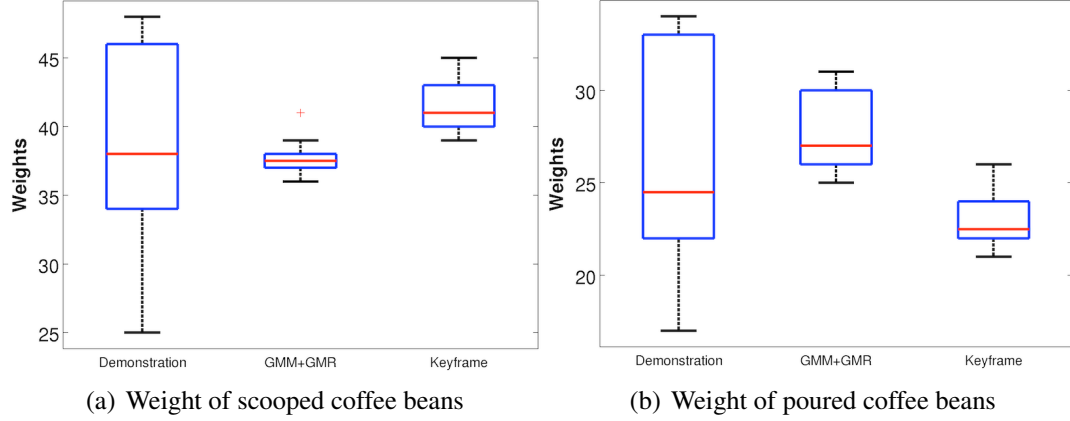 Weights
45
40
35
30
25
Demonstration GMM+GMR Keyframe
(a) Weight of scooped coffee beans
Weights
30
25
20
Demonstration GMM+GMR Keyframe
(b) Weight of poured coffee beans